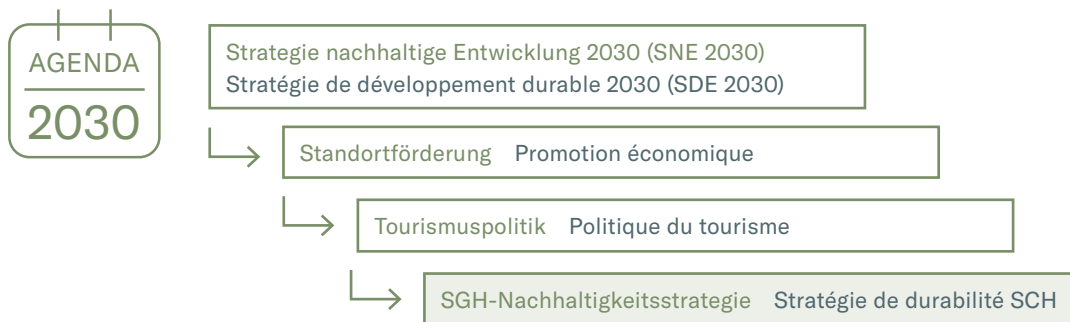 AGENDA
2030
Strategie nachhaltige Entwicklung 2030 (SNE 2030)
Stratégie de développement durable 2030 (SDE 2030)
Standortförderung Promotion économique
Tourismuspolitik Politique du tourisme
SGH-Nachhaltigkeitsstrategie Stratégie de durabilité SCH